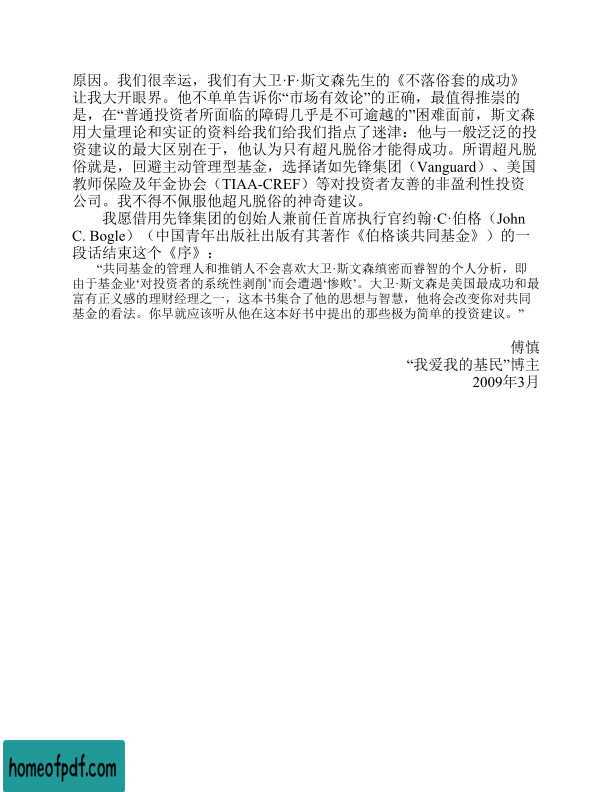 原因。我们很幸运，我们有大卫·F·斯文森先生的《不落俗套的成功》
让我大开眼界。他不单单告诉你“市场有效论”的正确，最值得推崇的
是，在“普通投资者所面临的障碍几乎是不可逾越的”困难面前，斯文森
用大量理论和实证的资料给我们给我们指点了迷津；他与一般泛泛的投
资建议的最大区别在于，他认为只有超凡脱俗才能得成功。所谓超凡脱
俗就是，回避主动管理型基金，选择诸如先锋集团（Vanguard）、美国
教师保险及年金协会（TIAA-CREF）等对投资者友善的非盈利性投资
公司。我不得不佩服他超凡脱俗的神奇建议。
我愿借用先锋集团的创始人兼前任首席执行官约翰·C·伯格（John
C. Bogle）（中国青年出版社出版有其著作《伯格谈共同基金》）的一
段话结束这个《序》：
“共同基金的管理人和推销人不会喜欢大卫·斯文森缜密而睿智的个人分析，即
由于基金业‘对投资者的系统性剥削’而会遭遇‘惨败’。大卫·斯文森是美国最成功和最
富有正义感的理财经理之一，这本书集合了他的思想与智慧，他将会改变你对共同
基金的看法。你早就应该听从他在这本好书中提出的那些极为简单的投资建议。”
傅慎
“我爱我的基民”博主
2009年3月
homeofpdf.com